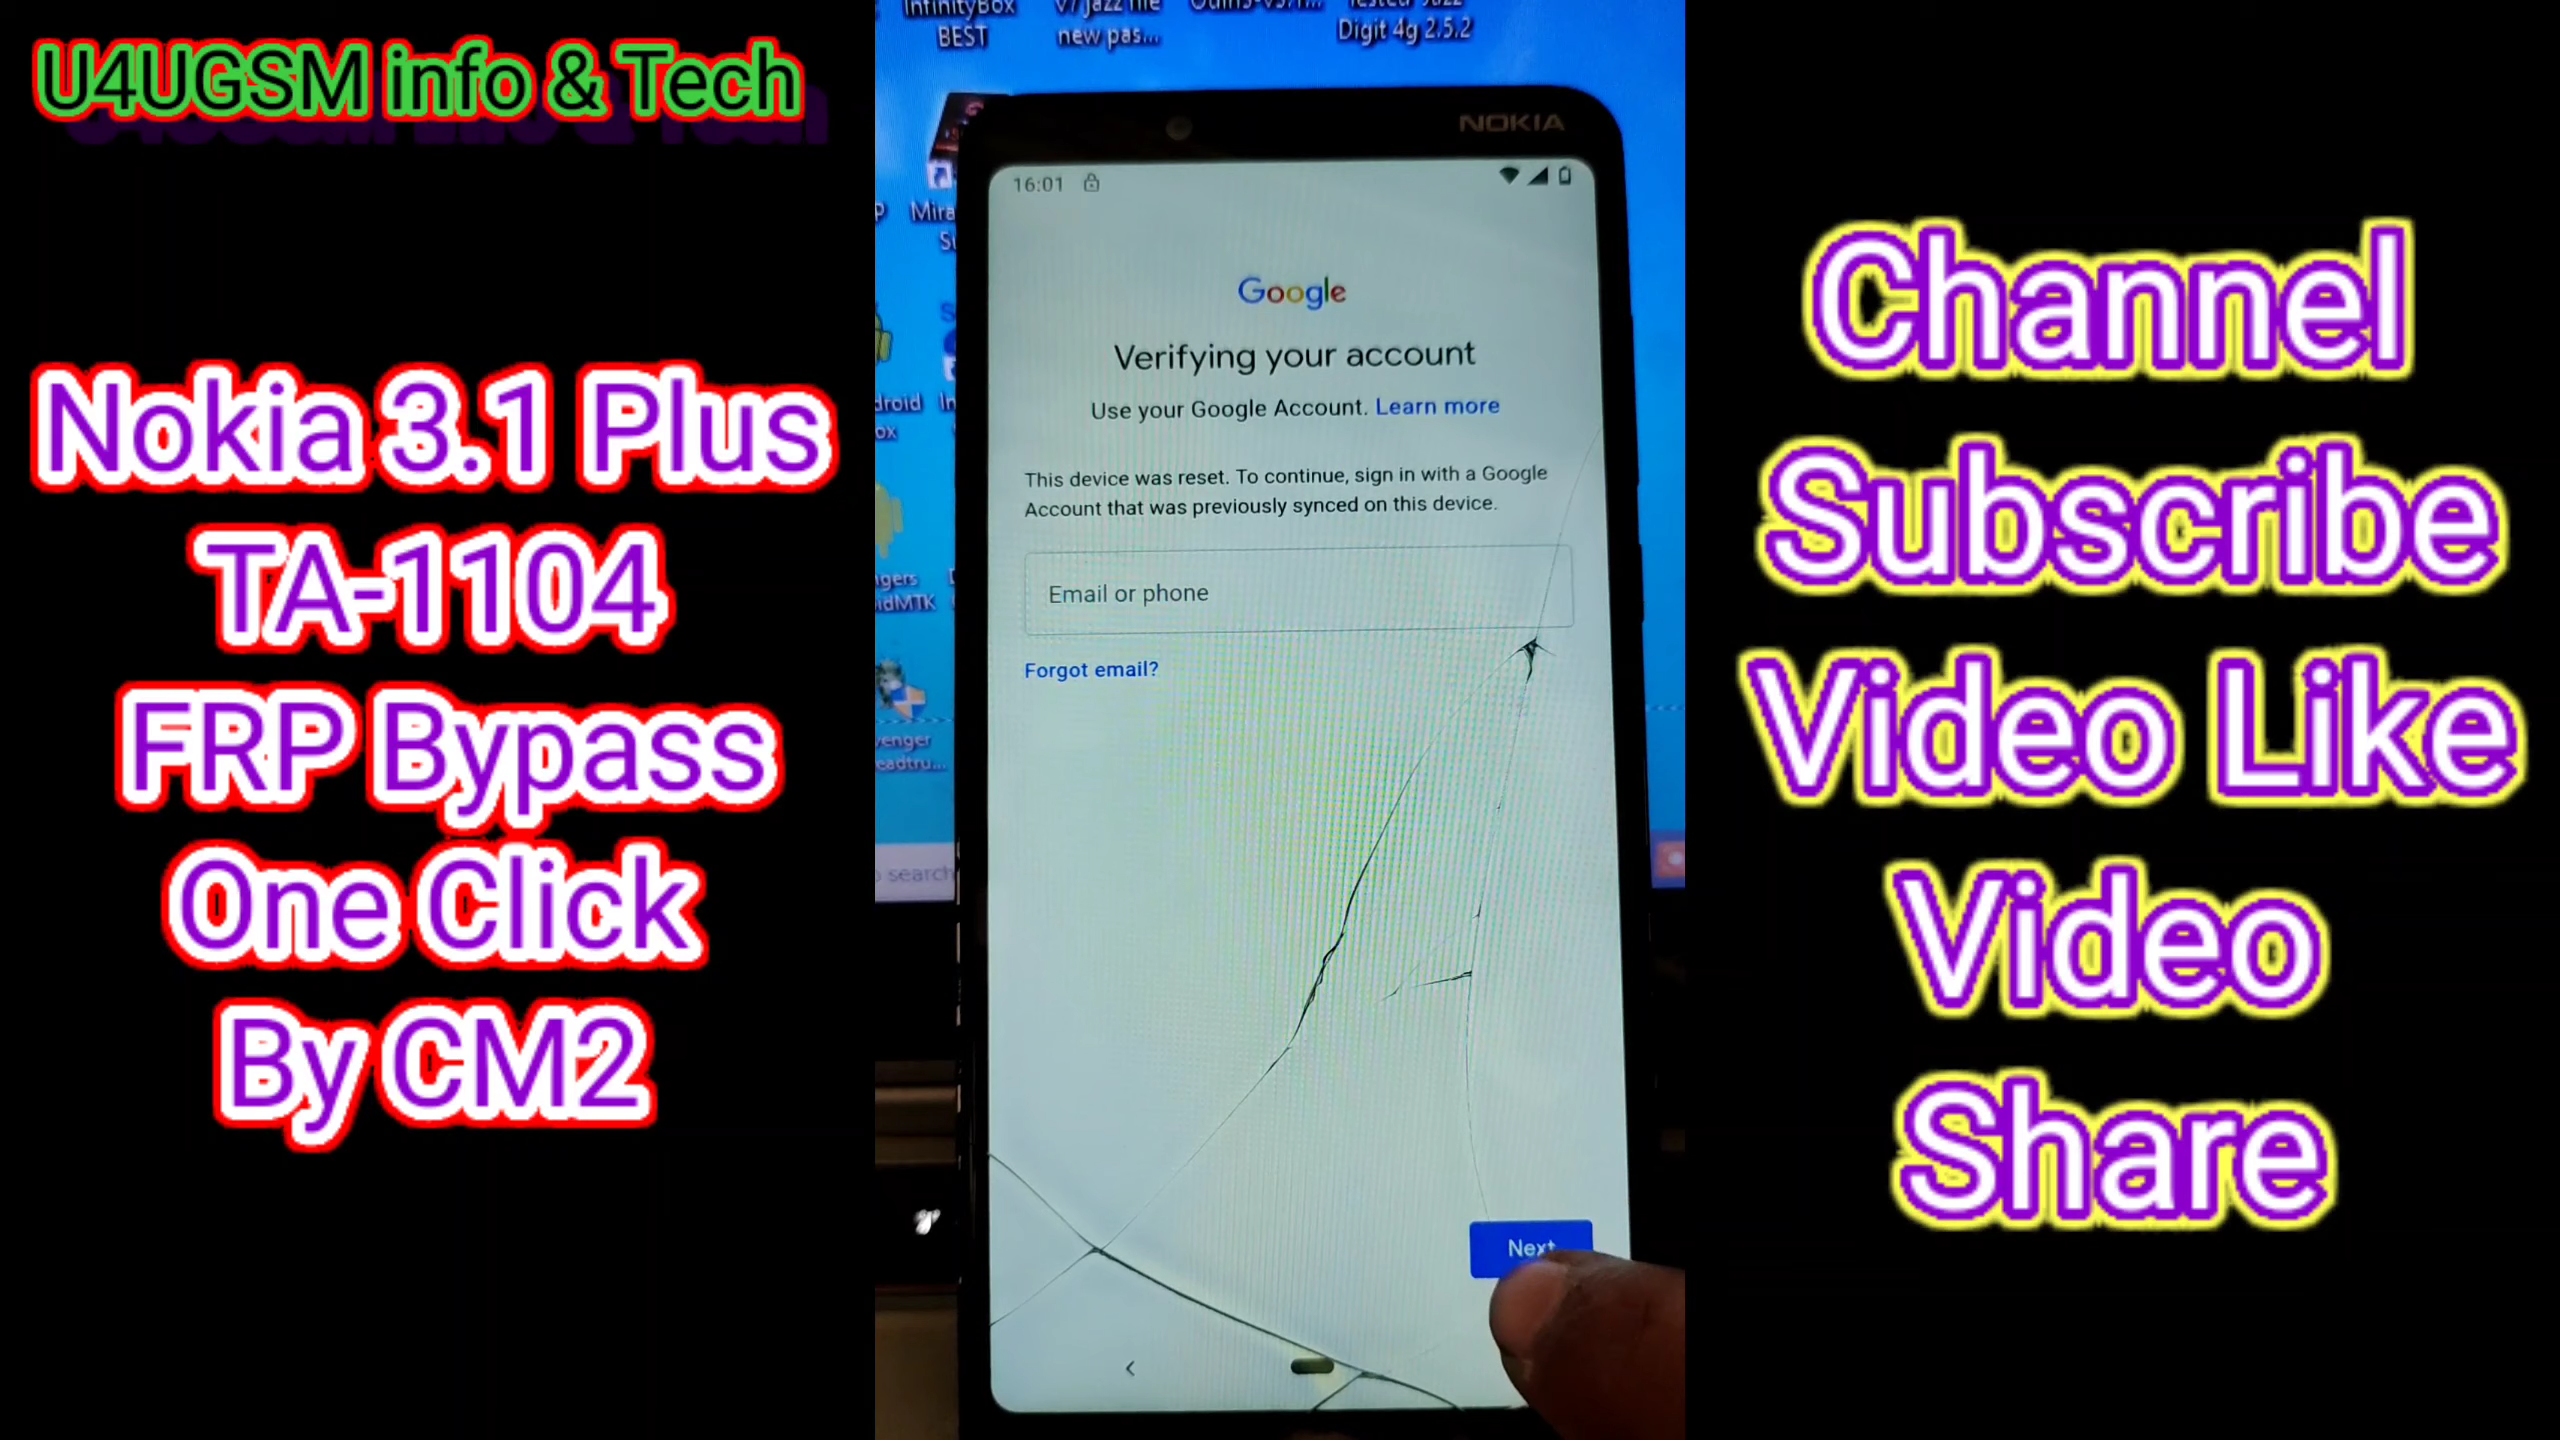 U4UGSM info & Tech
Nokia 3.1 Plus
TA-1104
FRP Bypass
One Click
By CM2
InfinityBox
BEST
new pas...
Digit 4g 2.5.2
NOKIA
16:01
Google
Verifying your account
Use your Google Account. Learn more
This device was reset. To continue, sign in with a Google
Account that was previously synced on this device.
Email or phone
Forgot email?
Next
search
Channel
Subscribe
Video Like
Video
Share